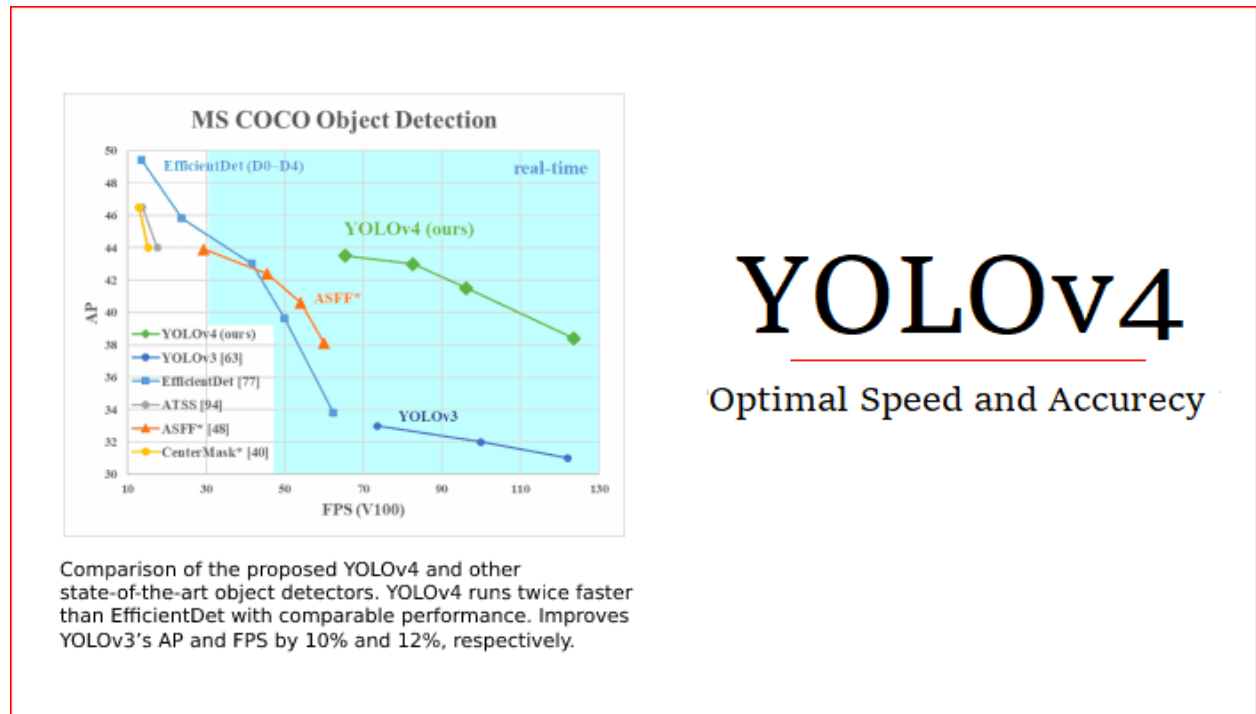 MS COCO Object Detection
50
48
46
44
42
40
38
36
34
32
30
AP
EfficientDet (D0~D4)
real-time
YOLOv4 (ours)
ASFF*
YOLOv3
YOLOv4 (ours)
YOLOv3 [63]
EfficientDet [77]
ATSS [94]
ASFF* [48]
CenterMask* [40]
10 30 50 70 90 110 130
FPS (V100)
Comparison of the proposed YOLOv4 and other
state-of-the-art object detectors. YOLOv4 runs twice faster
than EfficientDet with comparable performance. Improves
YOLOv3’s AP and FPS by 10% and 12%, respectively.
YOLOv4
Optimal Speed and Accurecy